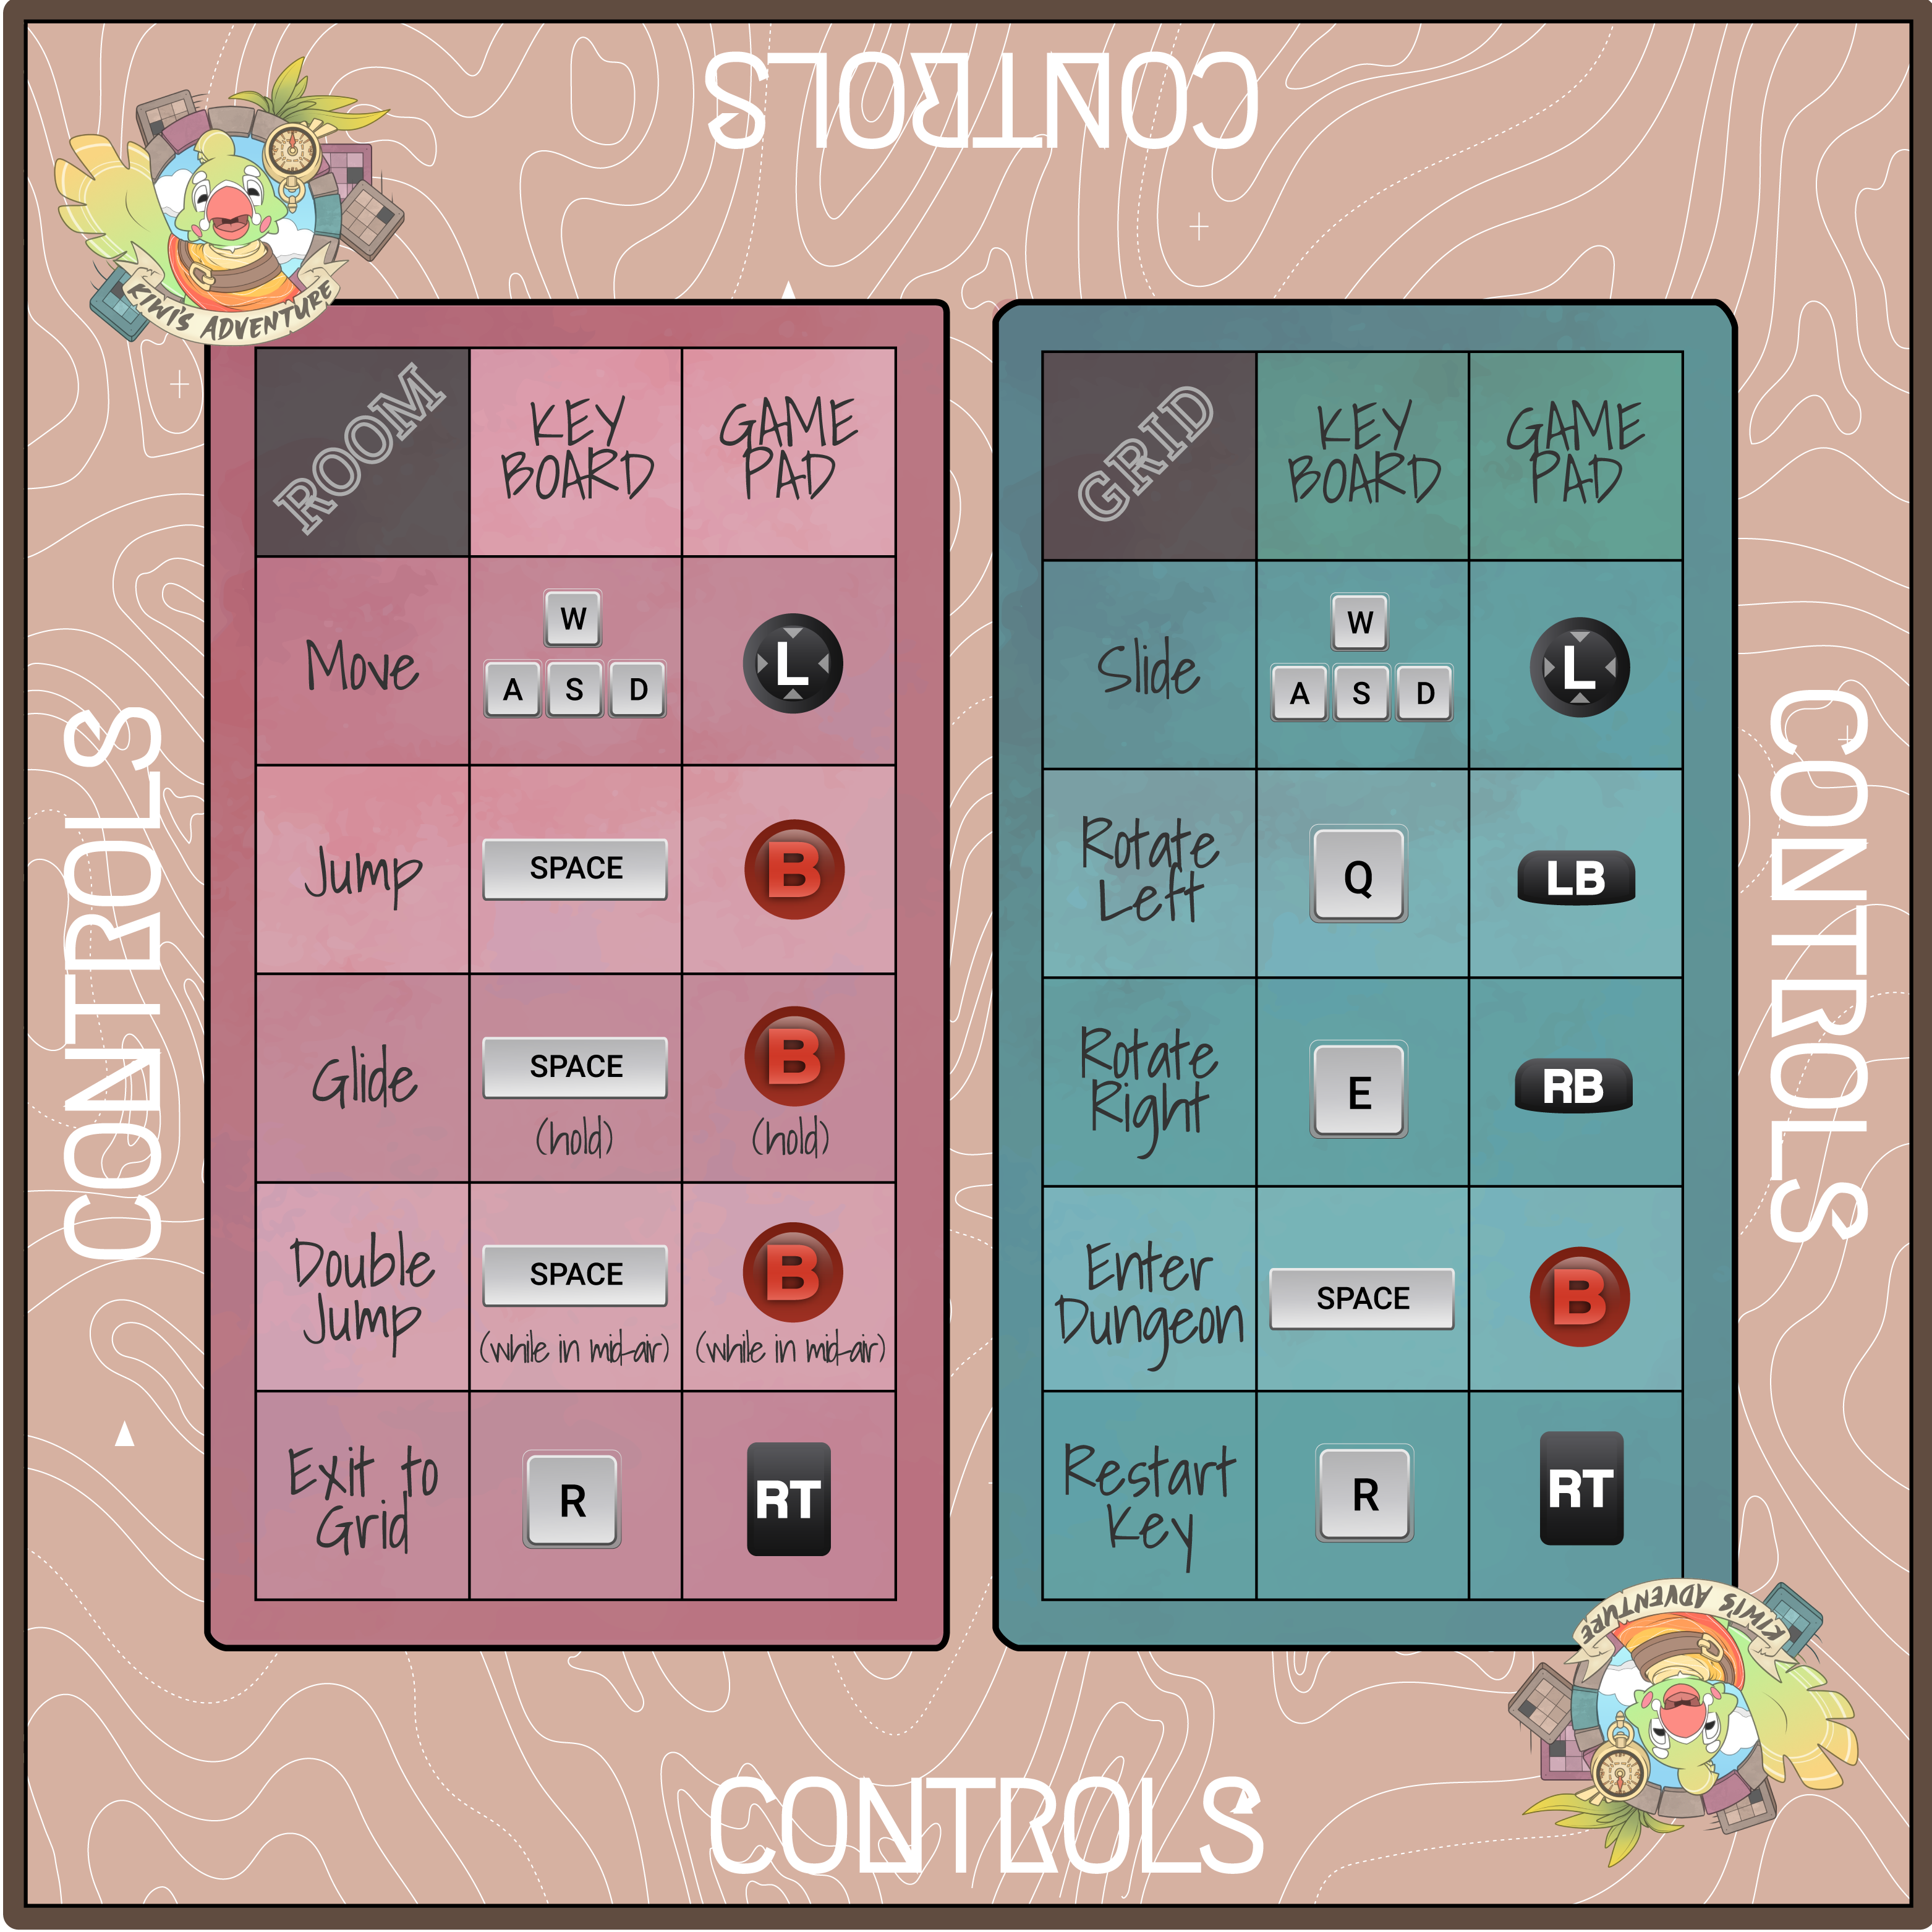 CONTROLS
KIWI'S ADVENTURE
ROOM
KEY
BOARD
GAME
PAD
Move
W
A S D
L
Jump
SPACE
B
Glide
SPACE
(hold)
B
(hold)
Double
Jump
SPACE
(while in mid-air)
B
(while in mid-air)
Exit to
Grid
R
RT
GRID
KEY
BOARD
GAME
PAD
Slide
W
A S D
L
Rotate
Left
Q
LB
Rotate
Right
E
RB
Enter
Dungeon
SPACE
B
Restart
Key
R
RT
CONTROLS
CONTROLS
KIWI'S ADVENTURE
CONTROLS